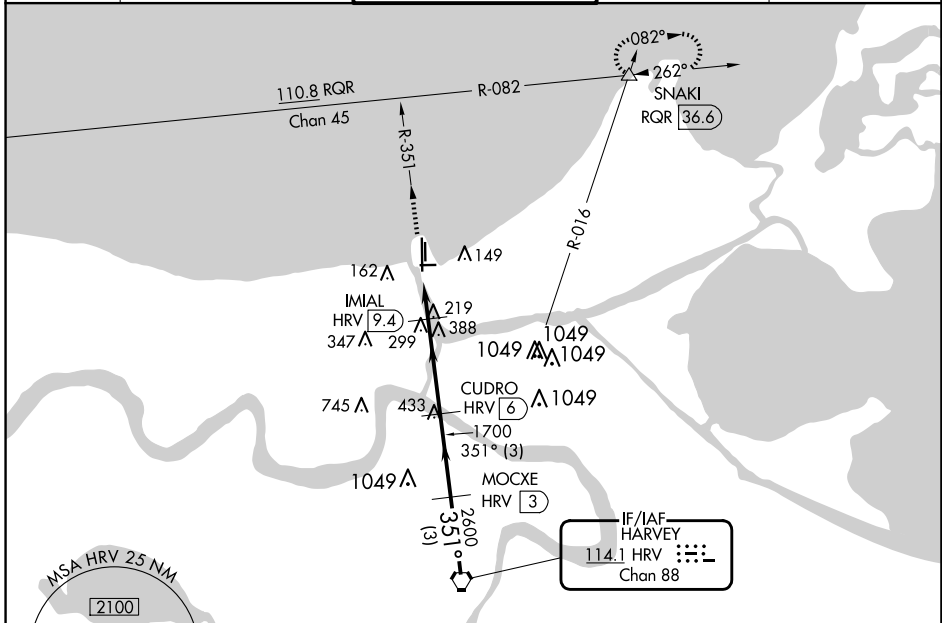 082°
262°
SNAKI
RQR 36.6
110.8 RQR
Chan 45
R-082
R-351
R-016
149
162
IMIAL
HRV 9.4
219
388
347
299
1049
1049
1049
CUDRO
HRV 6
1049
745
433
1700
351° (3)
1049
MOCXE
HRV 3
2600
351°
(3)
IF/IAF
HARVEY
114.1 HRV
Chan 88
MSA HRV 25 NM
2100